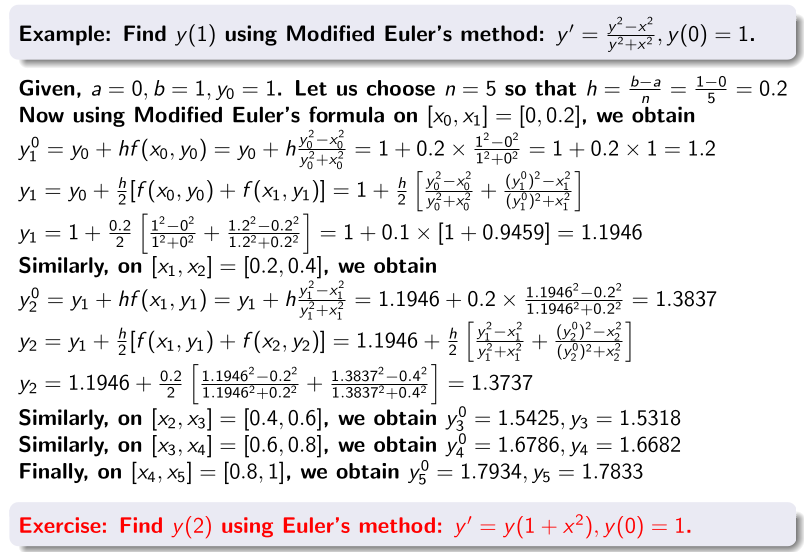 Example: Find y(1) using Modified Euler's method: y′ = \frac{y^2−x^2}{y^2+x^2}, y(0) = 1.
Given, a = 0, b = 1, y_0 = 1. Let us choose n = 5 so that h = \frac{b−a}{n} = \frac{1−0}{5} = 0.2
Now using Modified Euler's formula on [x_0, x_1] = [0, 0.2], we obtain
y_1^0 = y_0 + hf(x_0, y_0) = y_0 + h\frac{y_0^2−x_0^2}{y_0^2+x_0^2} = 1 + 0.2 × \frac{1^2−0^2}{1^2+0^2} = 1 + 0.2 × 1 = 1.2
y_1 = y_0 + \frac{h}{2}[f(x_0, y_0) + f(x_1, y_1)] = 1 + \frac{h}{2}[\frac{y_0^2−x_0^2}{y_0^2+x_0^2} + \frac{(y_1^0)^2−x_1^2}{(y_1^0)^2+x_1^2}]
y_1 = 1 + \frac{0.2}{2}[\frac{1^2−0^2}{1^2+0^2} + \frac{1.2^2−0.2^2}{1.2^2+0.2^2}] = 1 + 0.1 × [1 + 0.9459] = 1.1946
Similarly, on [x_1, x_2] = [0.2, 0.4], we obtain
y_2^0 = y_1 + hf(x_1, y_1) = y_1 + h\frac{y_1^2−x_1^2}{y_1^2+x_1^2} = 1.1946 + 0.2 × \frac{1.1946^2−0.2^2}{1.1946^2+0.2^2} = 1.3837
y_2 = y_1 + \frac{h}{2}[f(x_1, y_1) + f(x_2, y_2)] = 1.1946 + \frac{h}{2}[\frac{y_1^2−x_1^2}{y_1^2+x_1^2} + \frac{(y_2^0)^2−x_2^2}{(y_2^0)^2+x_2^2}]
y_2 = 1.1946 + \frac{0.2}{2}[\frac{1.1946^2−0.2^2}{1.1946^2+0.2^2} + \frac{1.3837^2−0.4^2}{1.3837^2+0.4^2}] = 1.3737
Similarly, on [x_2, x_3] = [0.4, 0.6], we obtain y_3^0 = 1.5425, y_3 = 1.5318
Similarly, on [x_3, x_4] = [0.6, 0.8], we obtain y_4^0 = 1.6786, y_4 = 1.6682
Finally, on [x_4, x_5] = [0.8, 1], we obtain y_5^0 = 1.7934, y_5 = 1.7833
Exercise: Find y(2) using Euler's method: y′ = y(1 + x^2), y(0) = 1.